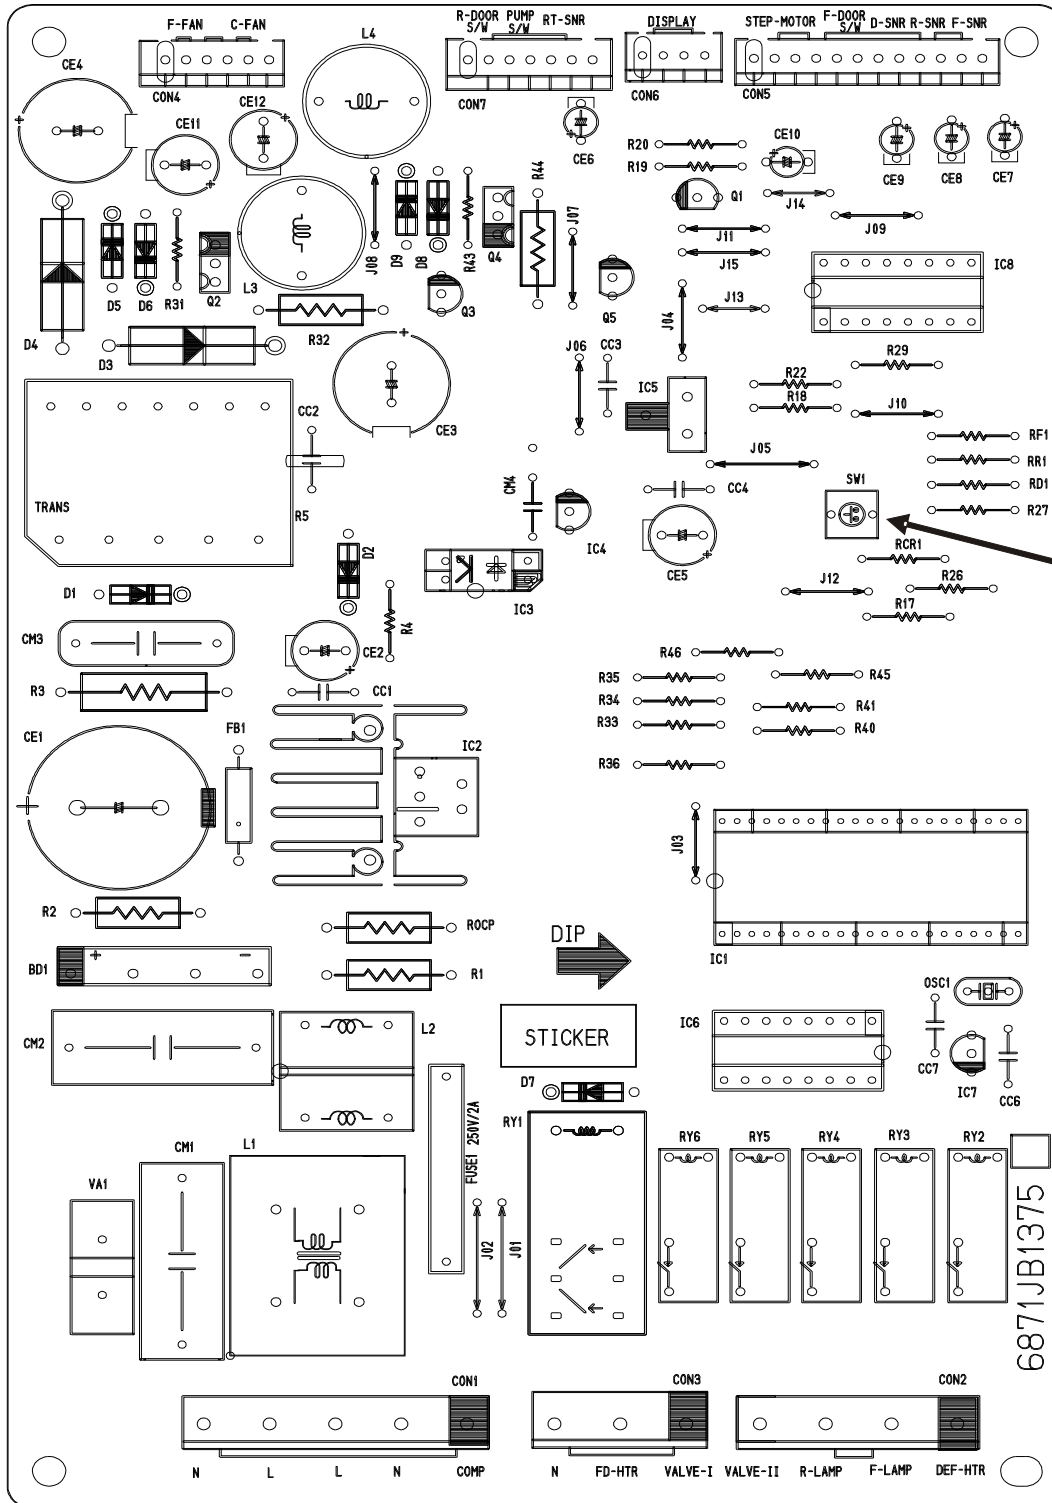 F-FAN C-FAN
CON4
L4
R-DOOR S/W PUMP S/W RT-SNR
CON7
DISPLAY
CON6
STEP-MOTOR F-DOOR S/W D-SNR R-SNR F-SNR
CON5
CE4
CE11
CE12
CE6
R20
R19
CE10
CE9
CE8
CE7
Q1
J14
J09
R44
J07
J11
J15
J08
D9
D8
R43
Q4
Q3
Q5
J04
J13
IC8
D5
D6
R31
Q2
L3
D4
D3
R32
J06
CC3
IC5
R22
R18
R29
J10
CC2
CE3
TRANS
R5
CM4
IC4
J05
CC4
CE5
SW1
RF1
RR1
RD1
R27
D2
IC3
RCR1
J12
R26
R17
D1
R4
CM3
CE2
R3
CC1
R46
R35
R45
R34
R41
R33
R40
R36
CE1
FB1
IC2
J03
R2
ROCP
DIP
IC1
BD1
R1
OSC1
CM2
L2
STICKER
IC6
CC7
IC7
CC6
D7
FUSE1 250V/2A
RY1
RY6
RY5
RY4
RY3
RY2
VA1
CM1
L1
J02
J01
6871JB1375
CON1
CON3
CON2
N L L N COMP
N FD-HTR VALVE-I
VALVE-II R-LAMP F-LAMP DEF-HTR